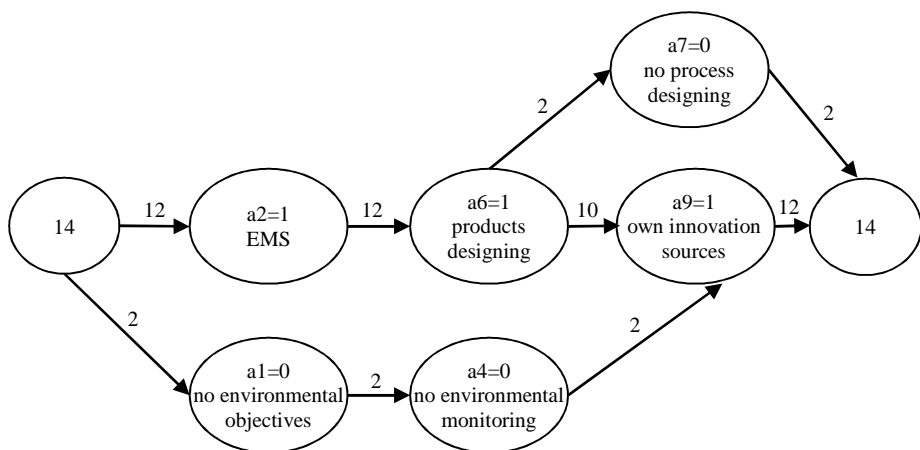 a7=0
no process
designing
2
2
14
12
a2=1
EMS
12
a6=1
products
designing
10
a9=1
own innovation
sources
12
14
2
2
a1=0
no environmental
objectives
2
a4=0
no environmental
monitoring